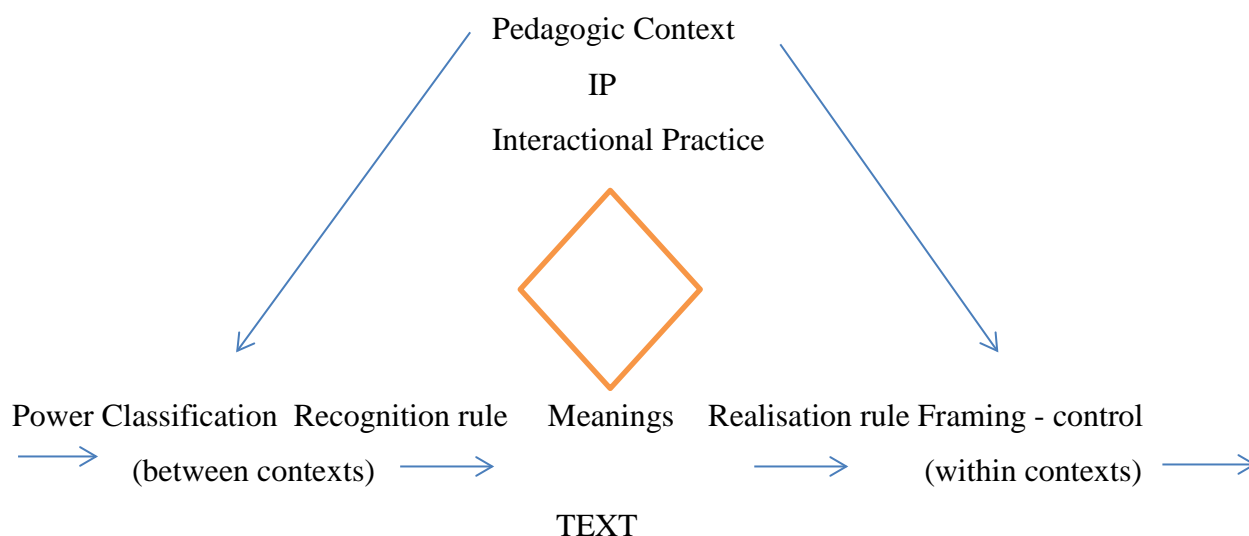 Pedagogic Context
IP
Interactional Practice
Power Classification Recognition rule Meanings Realisation rule Framing - control
(between contexts) (within contexts)
TEXT